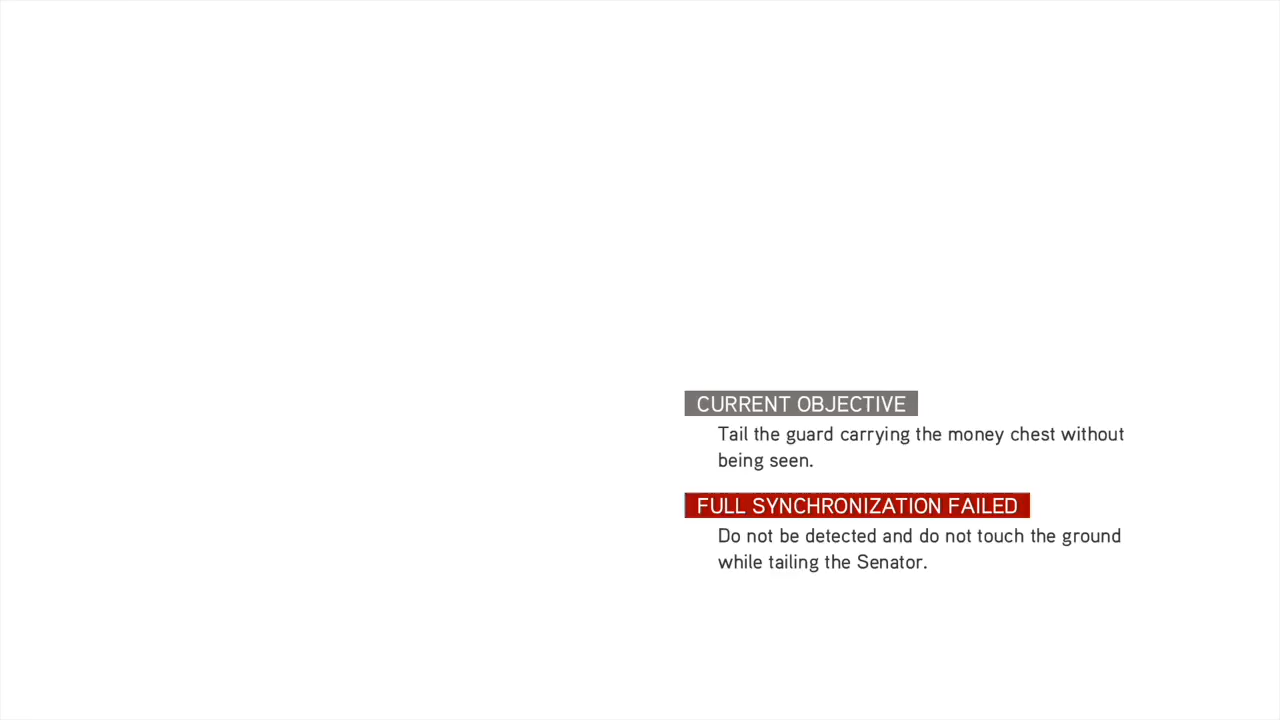 CURRENT OBJECTIVE
Tail the guard carrying the money chest without
being seen.
FULL SYNCHRONIZATION FAILED
Do not be detected and do not touch the ground
while tailing the Senator.